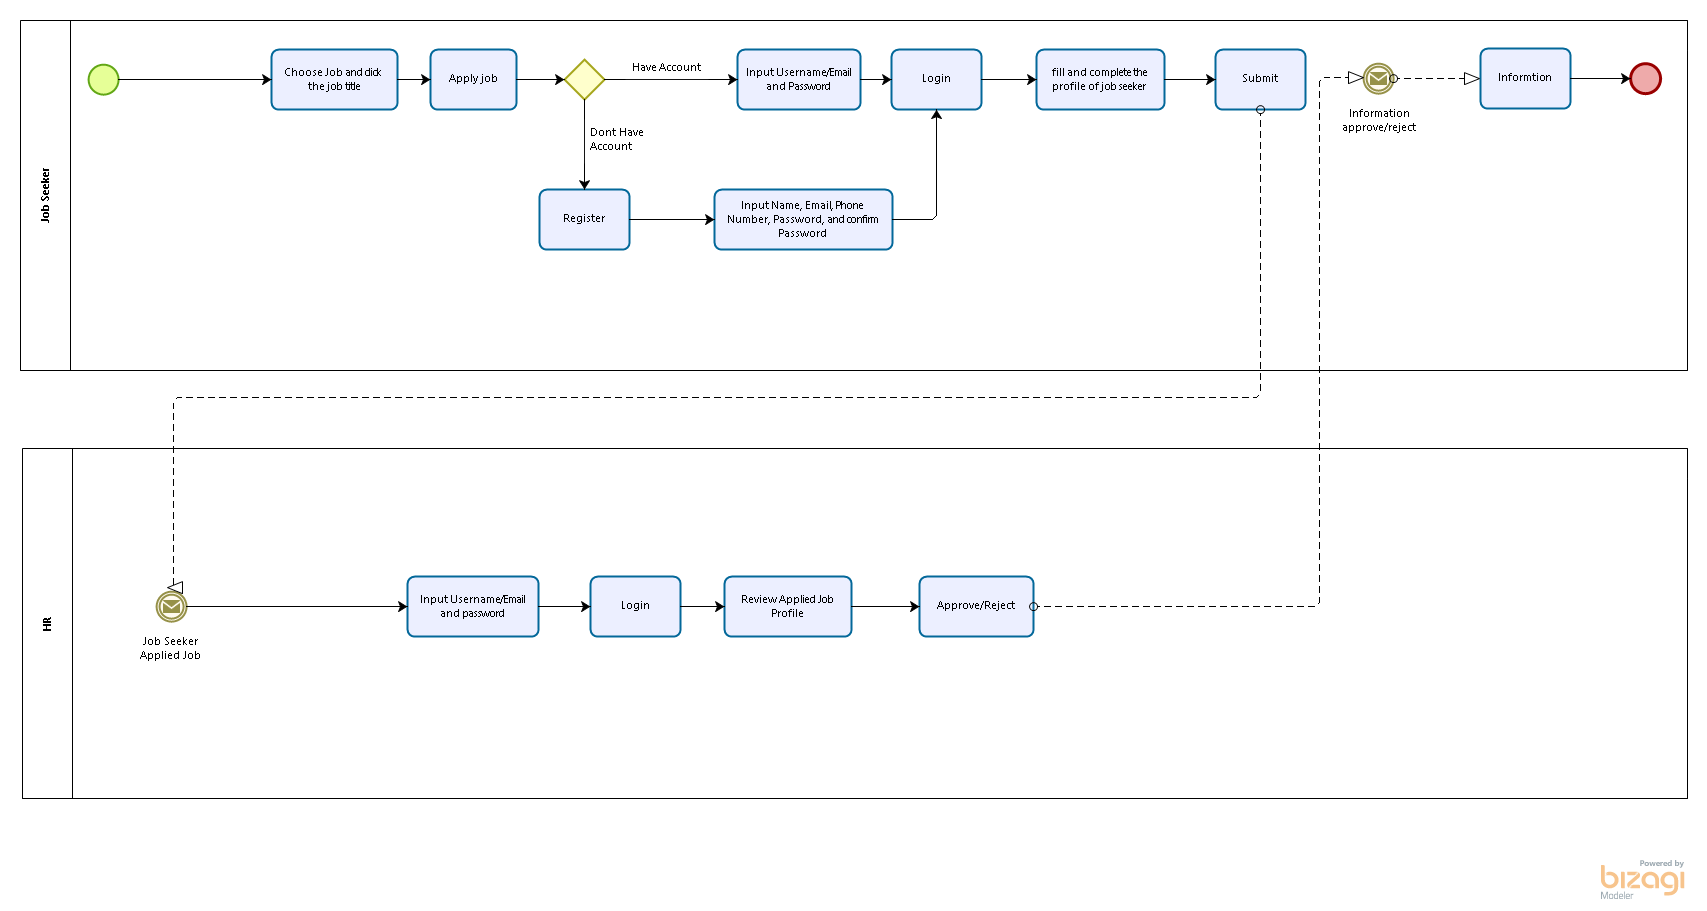 Job Seeker
Choose Job and click
the job title
Apply job
Have Account
Dont Have
Account
Input Username/Email
and Password
Login
fill and complete the
profile of job seeker
Submit
Information
approve/reject
Informtion
Register
Input Name, Email, Phone
Number, Password, and confirm
Password
HR
Job Seeker
Applied Job
Input Username/Email
and password
Login
Review Applied Job
Profile
Approve/Reject
Powered by
bizagi
Modeler